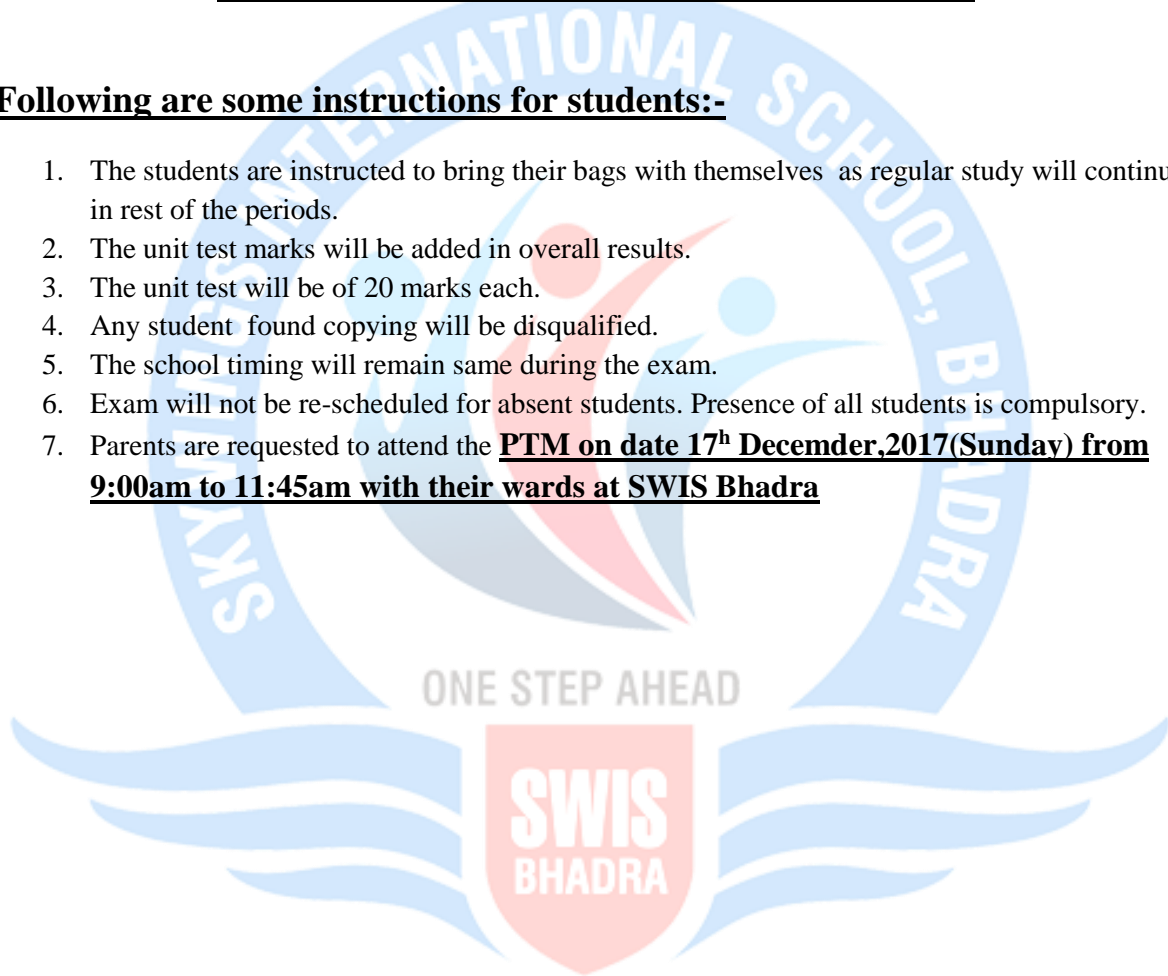 Following are some instructions for students:-
1. The students are instructed to bring their bags with themselves as regular study will continu
in rest of the periods.
2. The unit test marks will be added in overall results.
3. The unit test will be of 20 marks each.
4. Any student found copying will be disqualified.
5. The school timing will remain same during the exam.
6. Exam will not be re-scheduled for absent students. Presence of all students is compulsory.
7. Parents are requested to attend the PTM on date 17h Decemder,2017(Sunday) from
9:00am to 11:45am with their wards at SWIS Bhadra
SKYWINGS INTERNATIONAL SCHOOL, BHADRA
ONE STEP AHEAD
SWIS
BHADRA